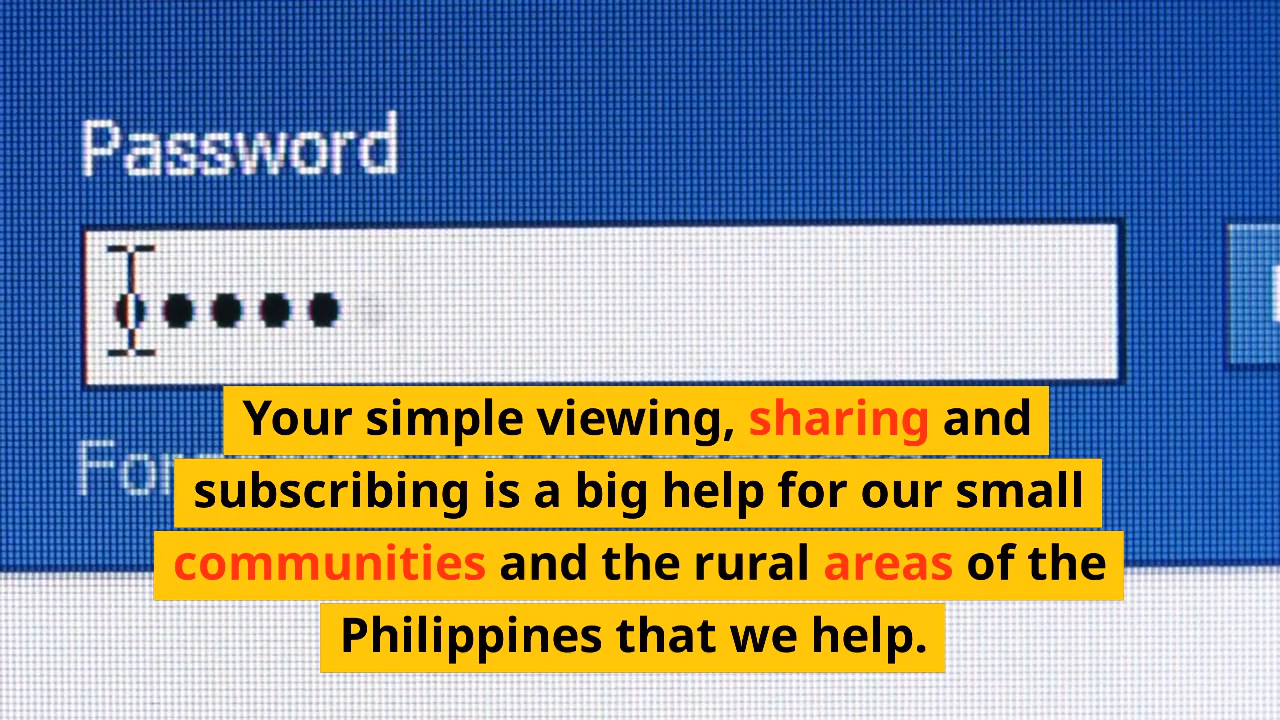 Password
Your simple viewing, sharing and
subscribing is a big help for our small
communities and the rural areas of the
Philippines that we help.